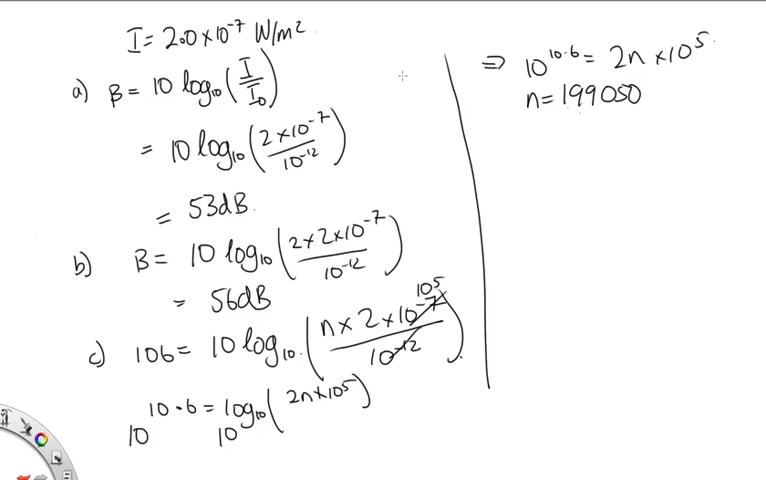 I = 2.0 × 10⁻⁷ W/m²
a) β = 10 log₁₀ (I/I₀)
= 10 log₁₀ (2 × 10⁻⁷ / 10⁻¹²)
= 53dB.
b) β = 10 log₁₀ (2 × 2 × 10⁻⁷ / 10⁻¹²)
= 56dB
c) 106 = 10 log₁₀. (n × 2 × 10⁻⁷ / 10⁻¹²) 105
10^10.6 = 10^log₁₀ (2n × 10⁵)
⇒ 10^10.6 = 2n × 10⁵.
n = 199050